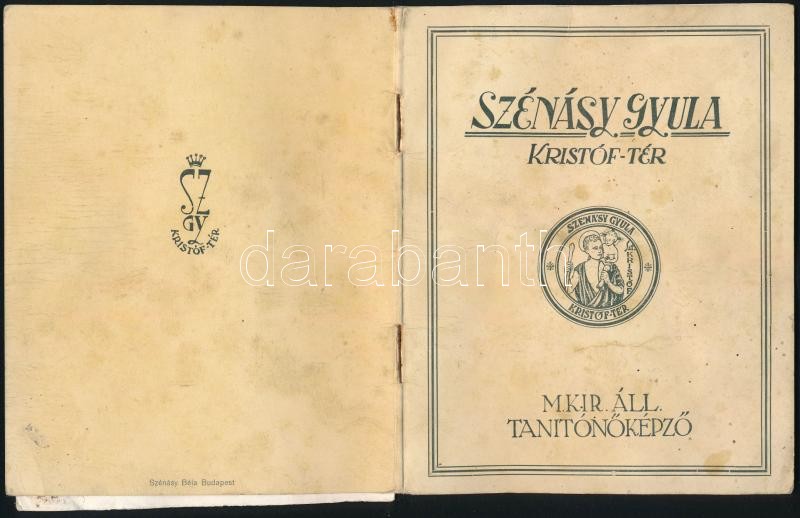 SZ
GY
KRISTÓF-TÉR
Szénásy Béla Budapest
SZÉNÁSY GYULA
KRISTÓF-TÉR
SZÉNÁSY GYULA
KRISTÓF-TÉR
M. KIR. ÁLL.
TANITÓNŐKÉPZŐ
darabanth